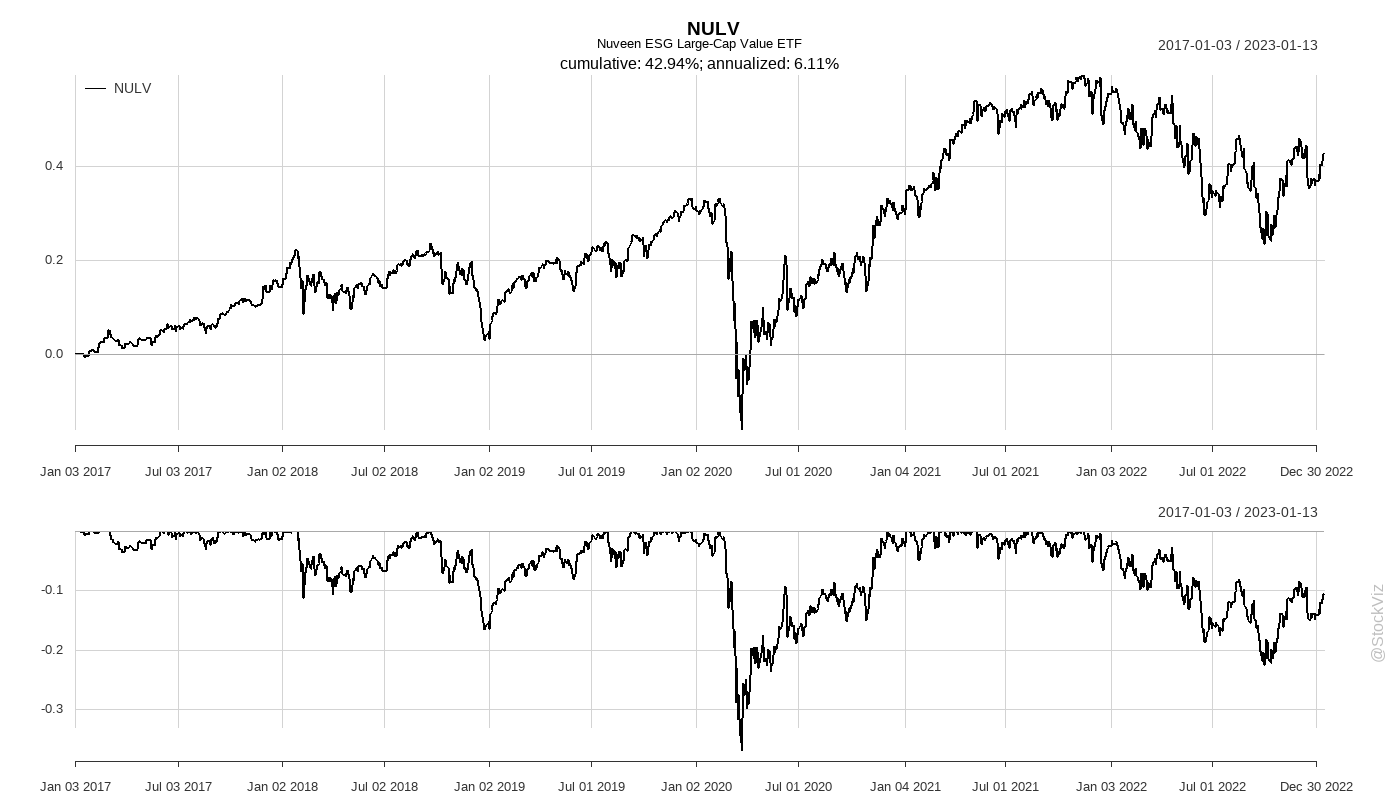 NULV
Nuveen ESG Large-Cap Value ETF
cumulative: 42.94%; annualized: 6.11%
2017-01-03 / 2023-01-13
NULV
0.4
0.2
0.0
Jan 03 2017 Jul 03 2017 Jan 02 2018 Jul 02 2018 Jan 02 2019 Jul 01 2019 Jan 02 2020 Jul 01 2020 Jan 04 2021 Jul 01 2021 Jan 03 2022 Jul 01 2022 Dec 30 2022
2017-01-03 / 2023-01-13
-0.1
-0.2
-0.3
Jan 03 2017 Jul 03 2017 Jan 02 2018 Jul 02 2018 Jan 02 2019 Jul 01 2019 Jan 02 2020 Jul 01 2020 Jan 04 2021 Jul 01 2021 Jan 03 2022 Jul 01 2022 Dec 30 2022
@StockViz